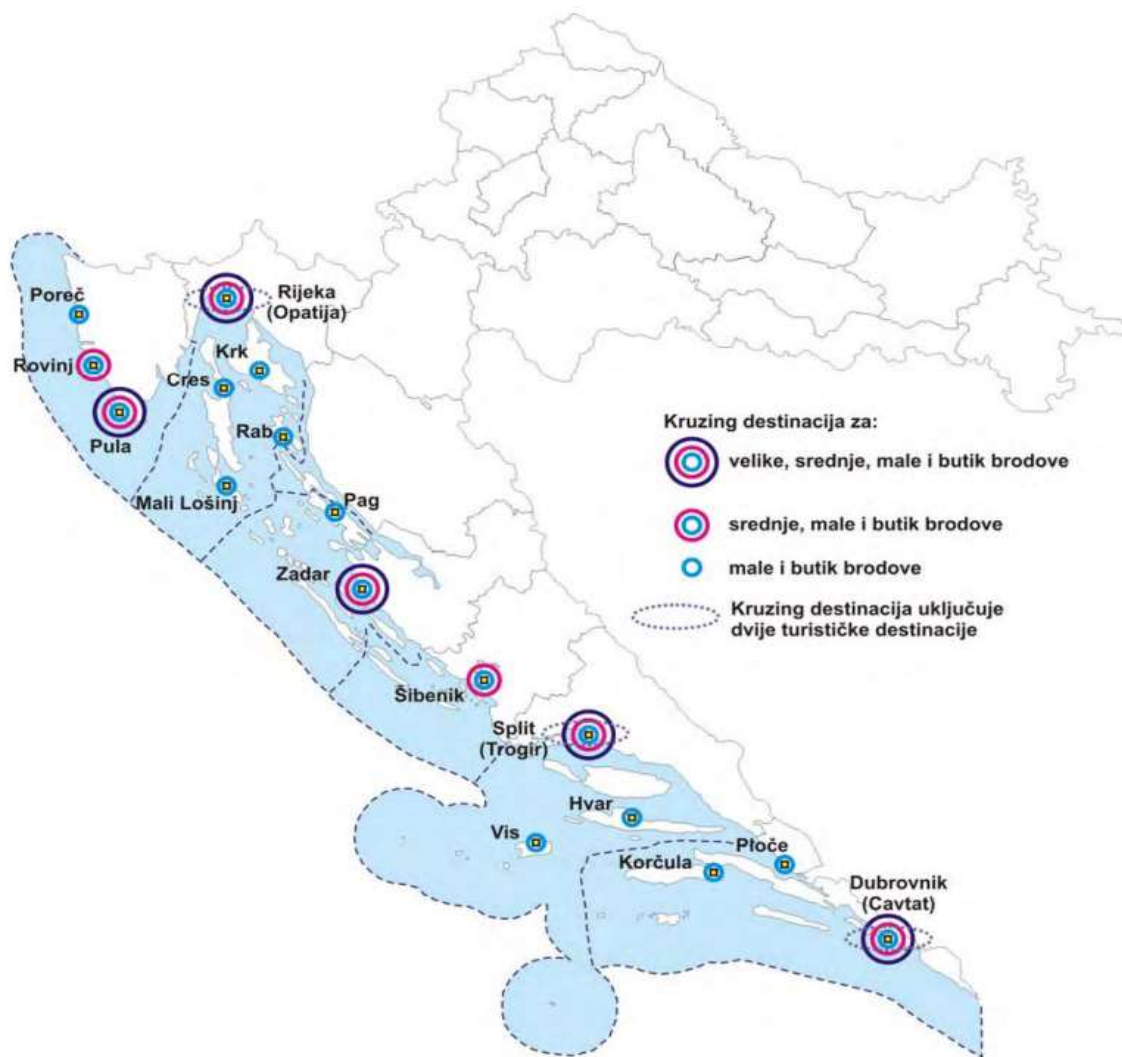 Poreč
Rijeka
(Opatija)
Rovinj
Krk
Cres
Pula
Rab
Mali Lošinj
Pag
Zadar
Šibenik
Split
(Trogir)
Hvar
Vis
Ploče
Korčula
Dubrovnik
(Cavtat)
Kruzing destinacija za:
velike, srednje, male i butik brodove
srednje, male i butik brodove
male i butik brodove
Kruzing destinacija uključuje
dvije turističke destinacije